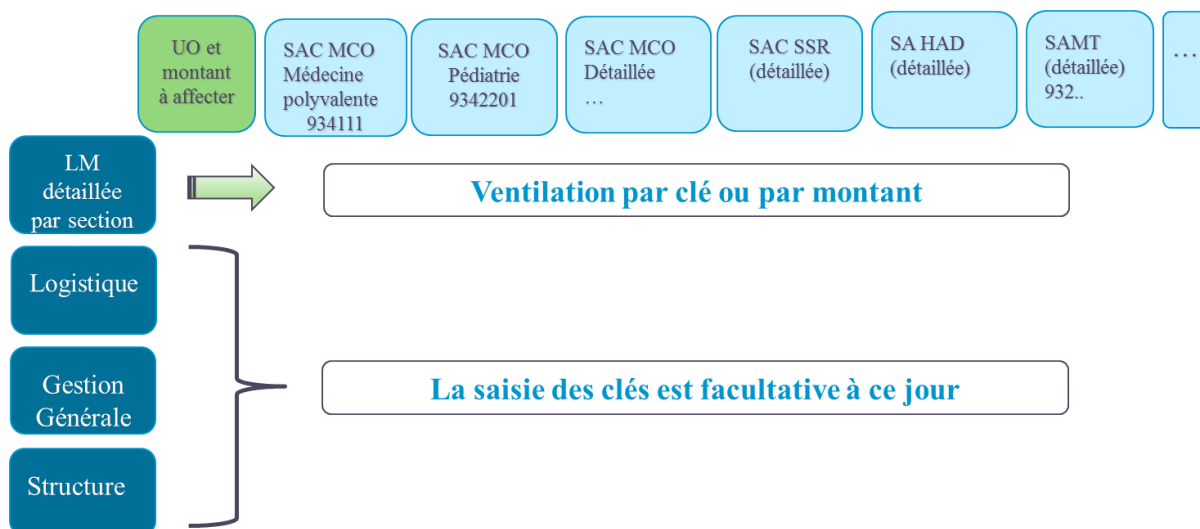 UO et
montant
à affecter
SAC MCO
Médecine
polyvalente
934111
SAC MCO
Pédiatrie
9342201
SAC MCO
Détaillée
…
SAC SSR
(détaillée)
SA HAD
(détaillée)
SAMT
(détaillée)
932..
…
LM
détaillée
par section
Ventilation par clé ou par montant
Logistique
Gestion
Générale
La saisie des clés est facultative à ce jour
Structure